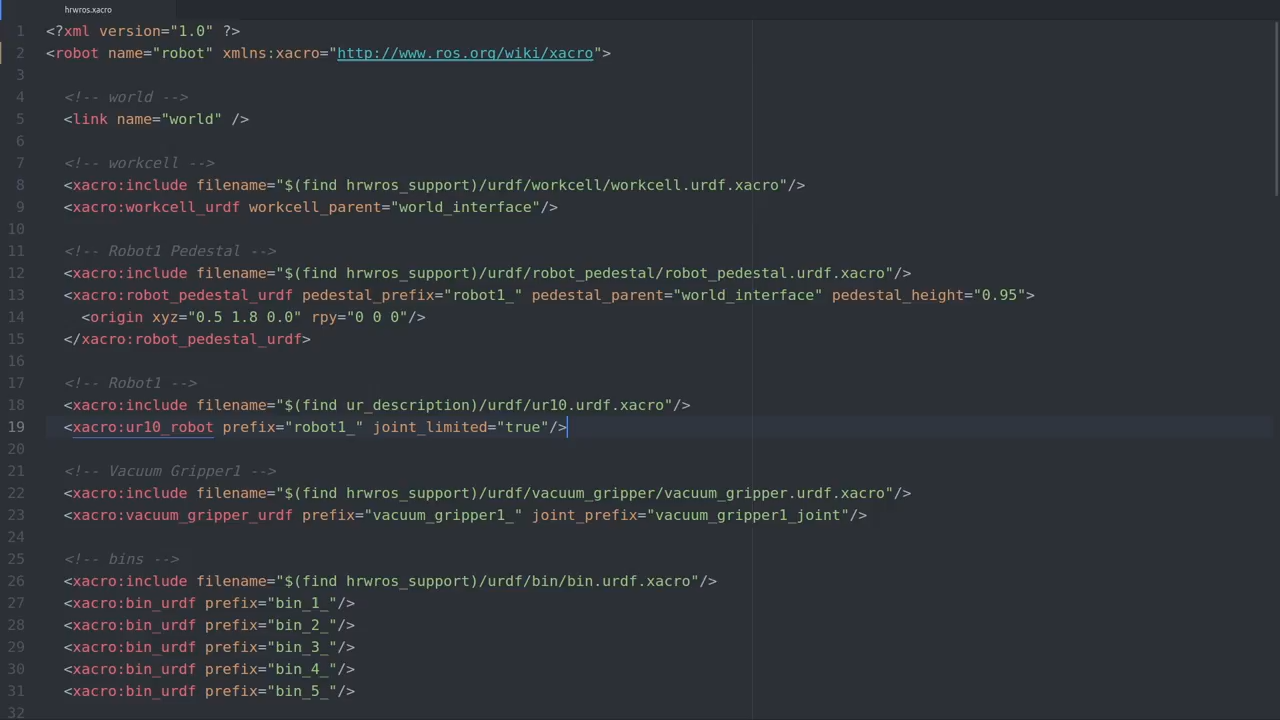 hrwros.xacro
1 <?xml version="1.0" ?>
2 <robot name="robot" xmlns:xacro="http://www.ros.org/wiki/xacro">
3
4 <!-- world -->
5 <link name="world" />
6
7 <!-- workcell -->
8 <xacro:include filename="$(find hrwros_support)/urdf/workcell/workcell.urdf.xacro"/>
9 <xacro:workcell_urdf workcell_parent="world_interface"/>
10
11 <!-- Robot1 Pedestal -->
12 <xacro:include filename="$(find hrwros_support)/urdf/robot_pedestal/robot_pedestal.urdf.xacro"/>
13 <xacro:robot_pedestal_urdf pedestal_prefix="robot1_" pedestal_parent="world_interface" pedestal_height="0.95">
14 <origin xyz="0.5 1.8 0.0" rpy="0 0 0"/>
15 </xacro:robot_pedestal_urdf>
16
17 <!-- Robot1 -->
18 <xacro:include filename="$(find ur_description)/urdf/ur10.urdf.xacro"/>
19 <xacro:ur10_robot prefix="robot1_" joint_limited="true"/>
20
21 <!-- Vacuum Gripper1 -->
22 <xacro:include filename="$(find hrwros_support)/urdf/vacuum_gripper/vacuum_gripper.urdf.xacro"/>
23 <xacro:vacuum_gripper_urdf prefix="vacuum_gripper1_" joint_prefix="vacuum_gripper1_joint"/>
24
25 <!-- bins -->
26 <xacro:include filename="$(find hrwros_support)/urdf/bin/bin.urdf.xacro"/>
27 <xacro:bin_urdf prefix="bin_1_"/>
28 <xacro:bin_urdf prefix="bin_2_"/>
29 <xacro:bin_urdf prefix="bin_3_"/>
30 <xacro:bin_urdf prefix="bin_4_"/>
31 <xacro:bin_urdf prefix="bin_5_"/>
32